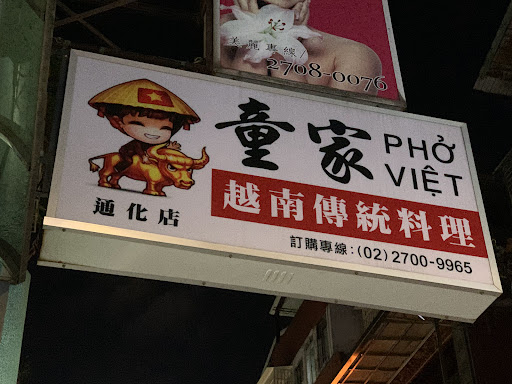 美麗專線
2708-0076
童家 PHỞ VIỆT
越南傳統料理
通化店
訂購專線：(02) 2700-9965